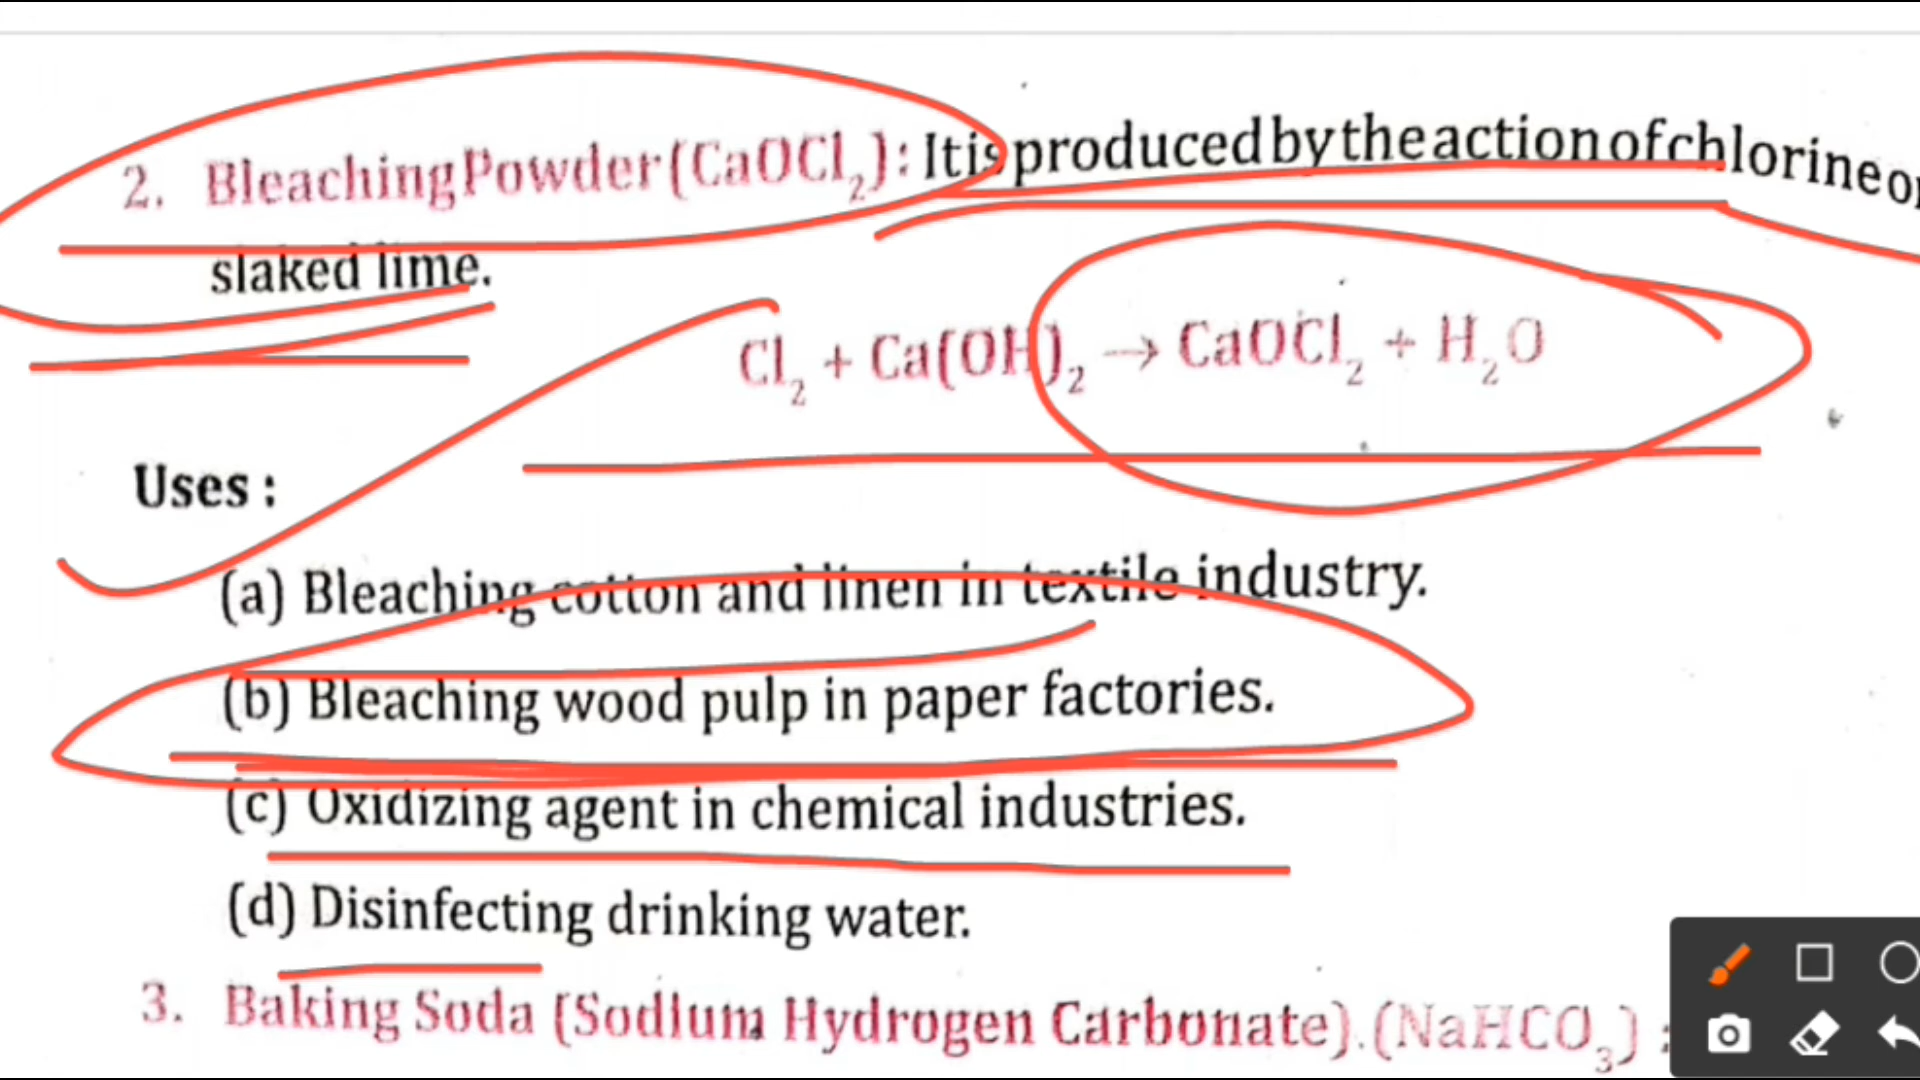 2. Bleaching Powder (CaOCl₂): It is produced by the action of chlorine on
slaked lime.
Cl₂ + Ca(OH)₂ → CaOCl₂ + H₂O
Uses :
(a) Bleaching cotton and linen in textile industry.
(b) Bleaching wood pulp in paper factories.
(c) Oxidizing agent in chemical industries.
(d) Disinfecting drinking water.
3. Baking Soda (Sodium Hydrogen Carbonate).(NaHCO₃) :